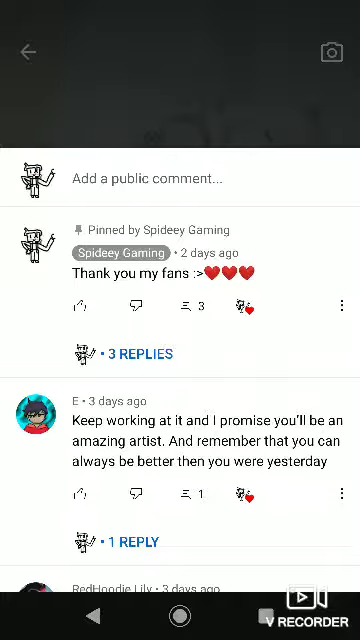 Add a public comment...
Pinned by Spideey Gaming
Spideey Gaming • 2 days ago
Thank you my fans :>❤️❤️❤️
3
• 3 REPLIES
E • 3 days ago
Keep working at it and I promise you'll be an
amazing artist. And remember that you can
always be better then you were yesterday
1
• 1 REPLY
RedHoodie Lily • 3 days ago
V RECORDER